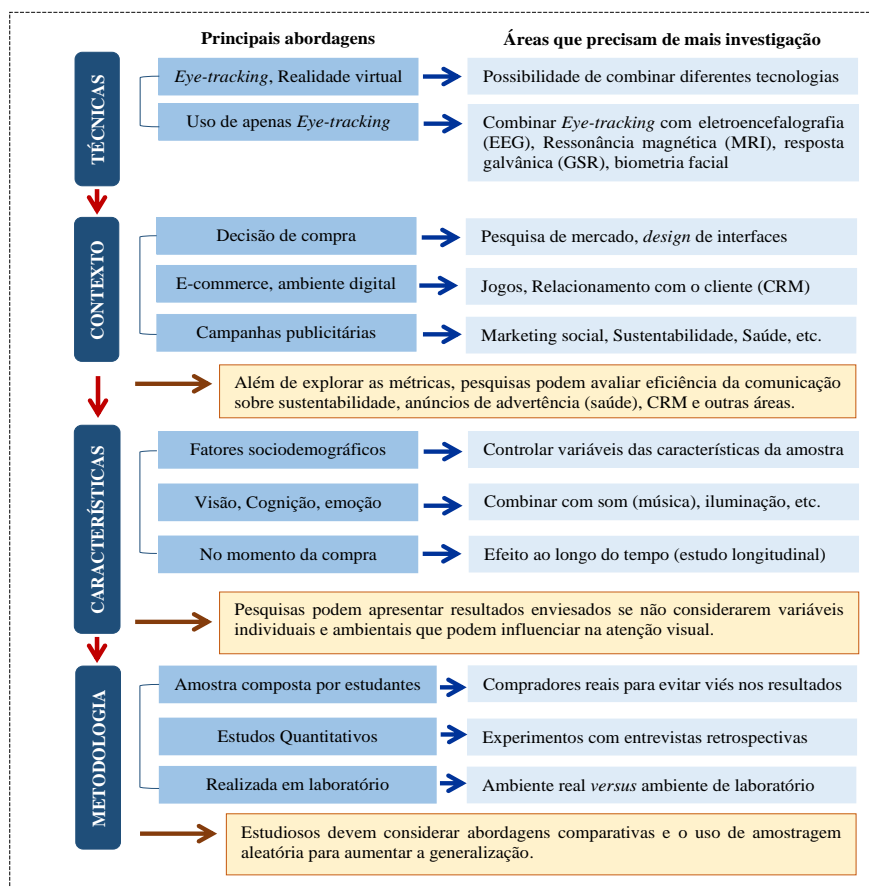 Principais abordagens
Áreas que precisam de mais investigação
TÉCNICAS
Eye-tracking, Realidade virtual
Possibilidade de combinar diferentes tecnologias
Uso de apenas Eye-tracking
Combinar Eye-tracking com eletroencefalografia
(EEG), Ressonância magnética (MRI), resposta
galvânica (GSR), biometria facial
CONTEXTO
Decisão de compra
Pesquisa de mercado, design de interfaces
E-commerce, ambiente digital
Jogos, Relacionamento com o cliente (CRM)
Campanhas publicitárias
Marketing social, Sustentabilidade, Saúde, etc.
Além de explorar as métricas, pesquisas podem avaliar eficiência da comunicação
sobre sustentabilidade, anúncios de advertência (saúde), CRM e outras áreas.
CARACTERÍSTICAS
Fatores sociodemográficos
Controlar variáveis das características da amostra
Visão, Cognição, emoção
Combinar com som (música), iluminação, etc.
No momento da compra
Efeito ao longo do tempo (estudo longitudinal)
Pesquisas podem apresentar resultados enviesados se não considerarem variáveis
individuais e ambientais que podem influenciar na atenção visual.
METODOLOGIA
Amostra composta por estudantes
Compradores reais para evitar viés nos resultados
Estudos Quantitativos
Experimentos com entrevistas retrospectivas
Realizada em laboratório
Ambiente real versus ambiente de laboratório
Estudiosos devem considerar abordagens comparativas e o uso de amostragem
aleatória para aumentar a generalização.